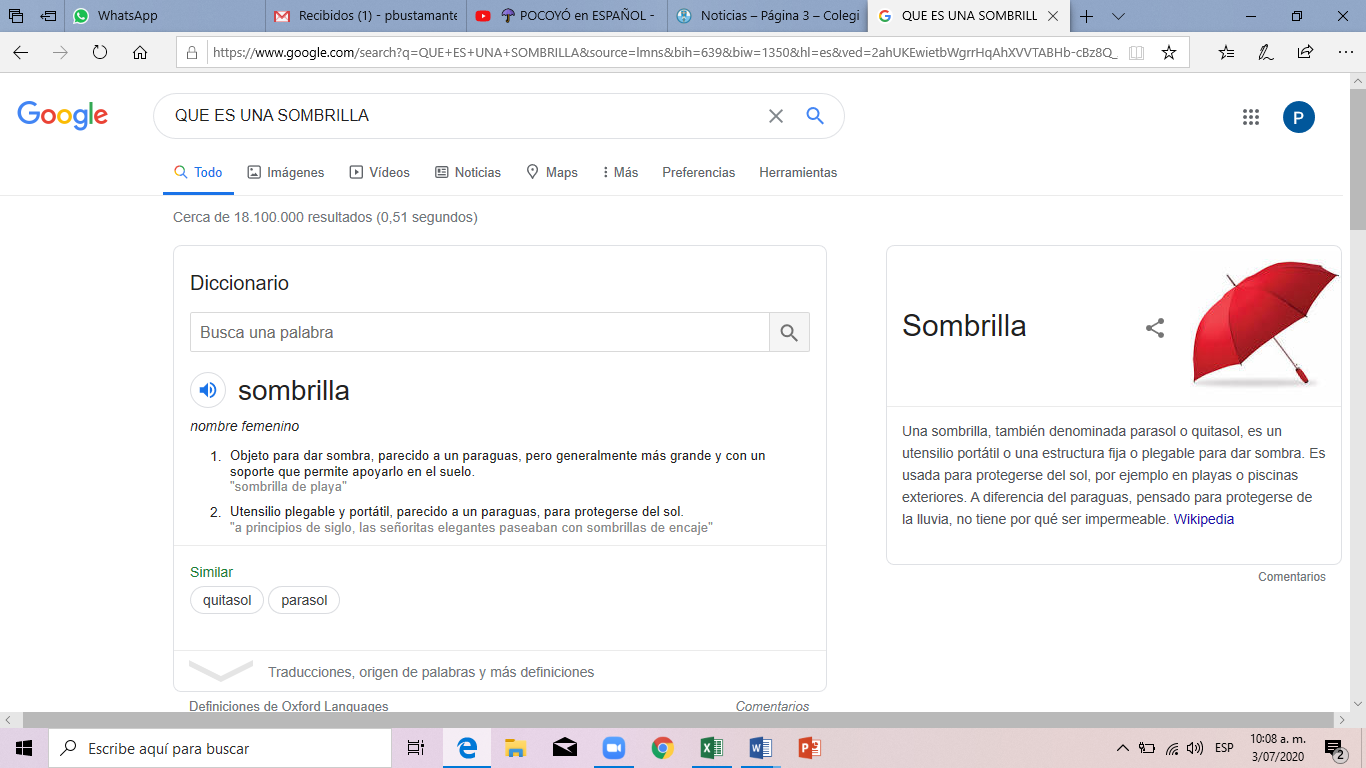 WhatsApp
Recibidos (1) - pbustamante
POCOYÓ en ESPAÑOL -
Noticias – Página 3 – Colegi
QUE ES UNA SOMBRILL
https://www.google.com/search?q=QUE+ES+UNA+SOMBRILLA&source=lmns&bih=639&biw=1350&hl=es&ved=2ahUKEwietbWgrrHqAhXVVTABHb-cBz8Q_
Google
QUE ES UNA SOMBRILLA
P
Todo
Imágenes
Vídeos
Noticias
Maps
Más
Preferencias
Herramientas
Cerca de 18.100.000 resultados (0,51 segundos)
Diccionario
Busca una palabra
sombrilla
nombre femenino
1. Objeto para dar sombra, parecido a un paraguas, pero generalmente más grande y con un
soporte que permite apoyarlo en el suelo.
"sombrilla de playa"
2. Utensilio plegable y portátil, parecido a un paraguas, para protegerse del sol.
"a principios de siglo, las señoritas elegantes paseaban con sombrillas de encaje"
Similar
quitasol
parasol
Traducciones, origen de palabras y más definiciones
Definiciones de Oxford Languages
Comentarios
Sombrilla
Una sombrilla, también denominada parasol o quitasol, es un
utensilio portátil o una estructura fija o plegable para dar sombra. Es
usada para protegerse del sol, por ejemplo en playas o piscinas
exteriores. A diferencia del paraguas, pensado para protegerse de
la lluvia, no tiene por qué ser impermeable. Wikipedia
Comentarios
Escribe aquí para buscar
ESP
10:08 a. m.
3/07/2020
2